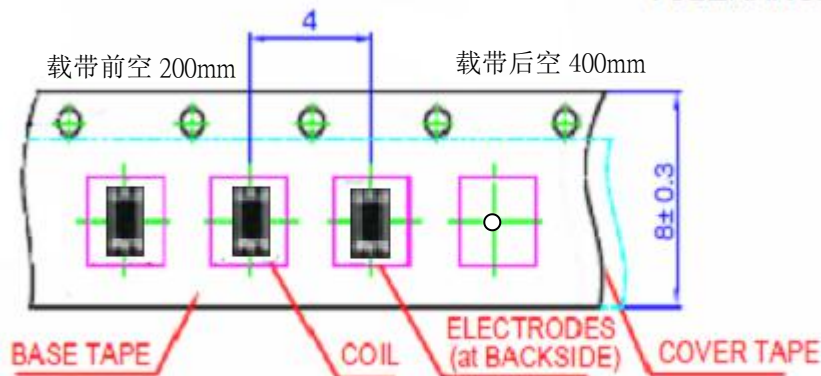 4
载带前空 200mm
载带后空 400mm
8± 0.3
BASE TAPE
COIL
ELECTRODES
(at BACKSIDE)
COVER TAPE